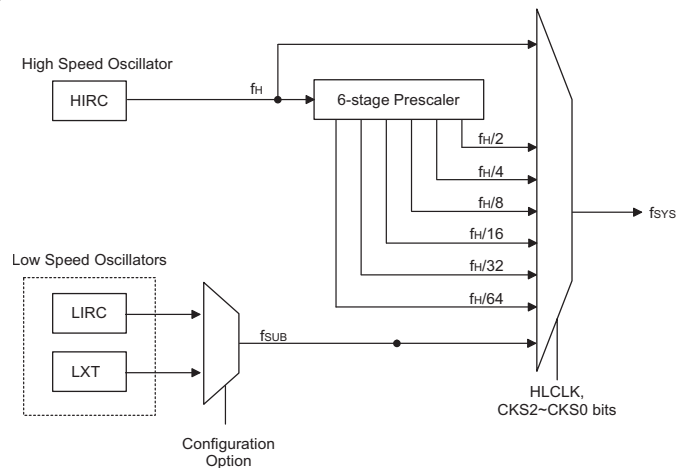 High Speed Oscillator
HIRC
fH
6-stage Prescaler
fH/2
fH/4
fH/8
fH/16
fH/32
fH/64
fSYS
Low Speed Oscillators
LIRC
LXT
fSUB
Configuration
Option
HLCLK,
CKS2~CKS0 bits